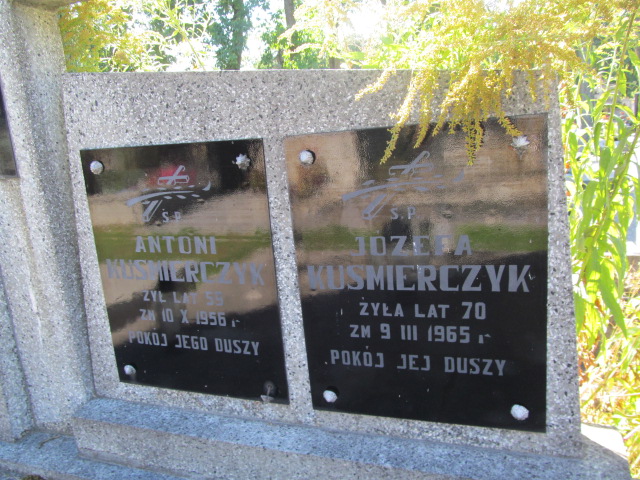 Ś.P.
ANTONI
KUŚMIERCZYK
ŻYŁ LAT 59
ZM 10 X 1956 r
POKÓJ JEGO DUSZY
Ś.P.
JÓZEFA
KUŚMIERCZYK
ŻYŁA LAT 70
ZM 9 III 1965 r
POKÓJ JEJ DUSZY